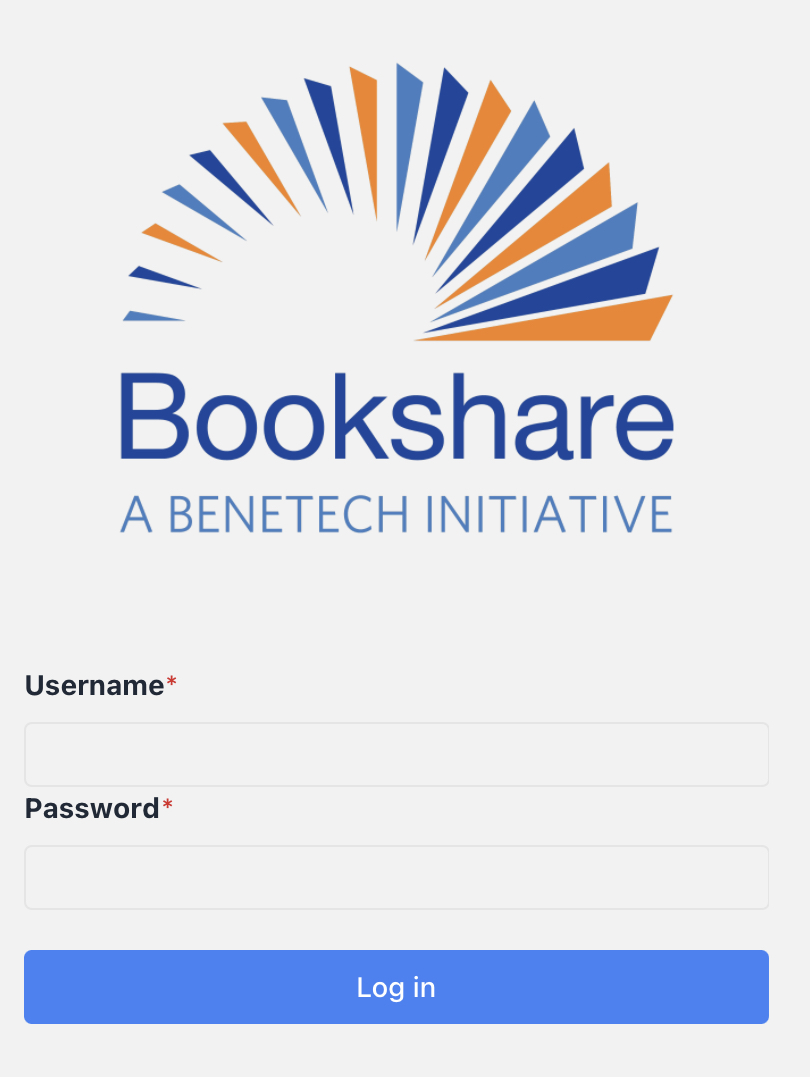 Bookshare
A BENETECH INITIATIVE
Username*
Password*
Log in